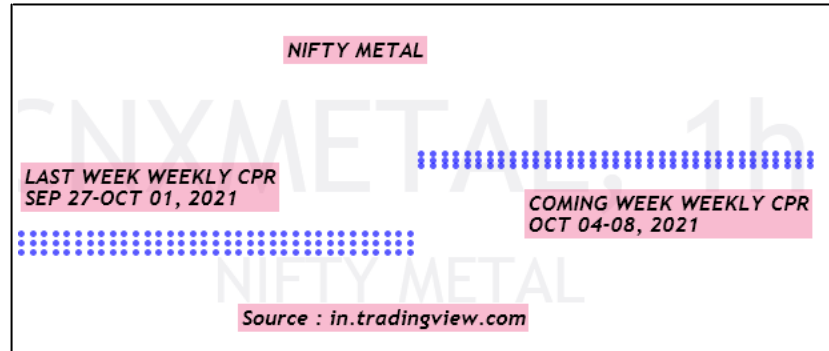 NIFTY METAL
CNXMETAL, 1h
LAST WEEK WEEKLY CPR
SEP 27-OCT 01, 2021
COMING WEEK WEEKLY CPR
OCT 04-08, 2021
NIFTY METAL
Source : in.tradingview.com